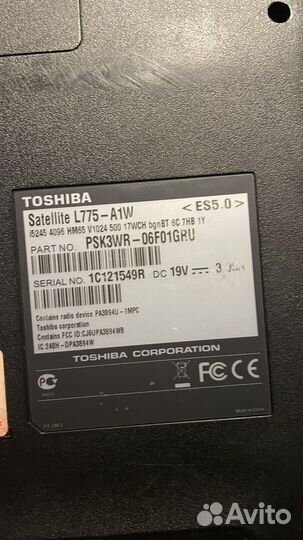 TOSHIBA
Satellite L775-A1W <ES5.0>
i5245 4096 HM65 V1024 500 17WCH bgnBT 6C 7HB 1Y
PART NO. PSK3WR-06F01GRU
SERIAL NO. 1C121549R DC 19V
Contains radio device PA3894U-1MPC
Toshiba corporation
Contains FCC ID:CJ6UPA3894WB
IC:248H-DPA3894W
TOSHIBA CORPORATION
FC CE
Avito